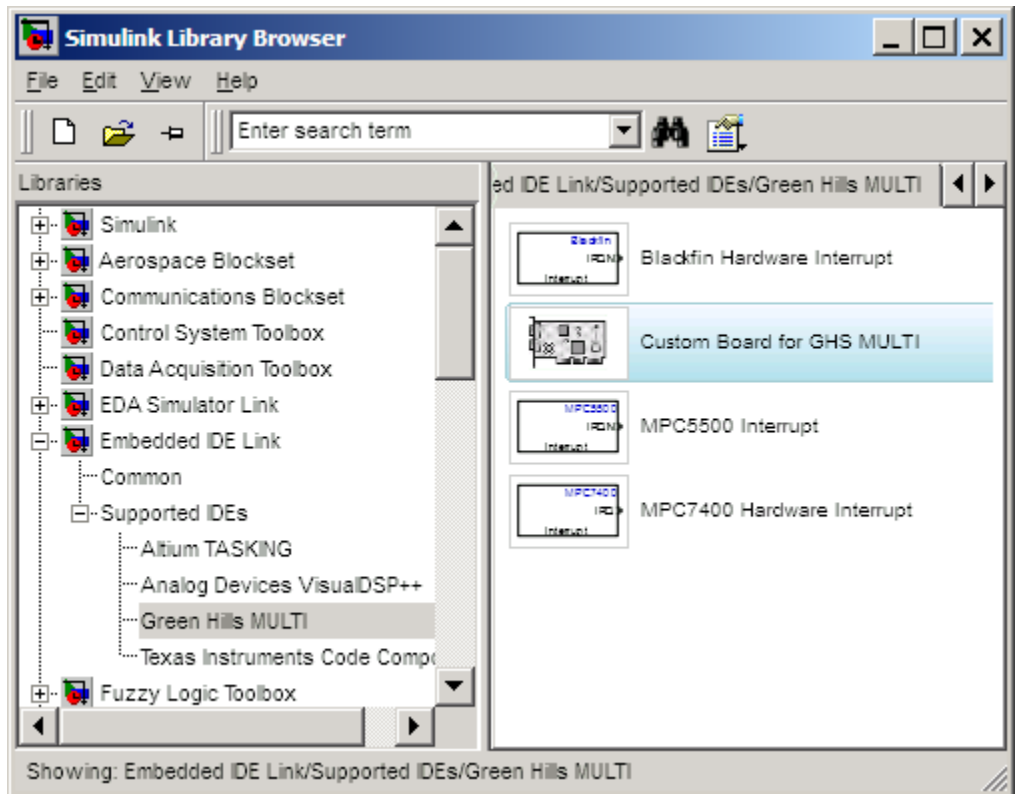 Simulink Library Browser
File Edit View Help
Enter search term
Libraries
Simulink
Aerospace Blockset
Communications Blockset
Control System Toolbox
Data Acquisition Toolbox
EDA Simulator Link
Embedded IDE Link
Common
Supported IDEs
Altium TASKING
Analog Devices VisualDSP++
Green Hills MULTI
Texas Instruments Code Compo
Fuzzy Logic Toolbox
ed IDE Link/Supported IDEs/Green Hills MULTI
Blackfin
IRQN
Interrupt
Blackfin Hardware Interrupt
Custom Board for GHS MULTI
MPC5500
IRQN
Interrupt
MPC5500 Interrupt
MPC7400
IRQ
Interrupt
MPC7400 Hardware Interrupt
Showing: Embedded IDE Link/Supported IDEs/Green Hills MULTI